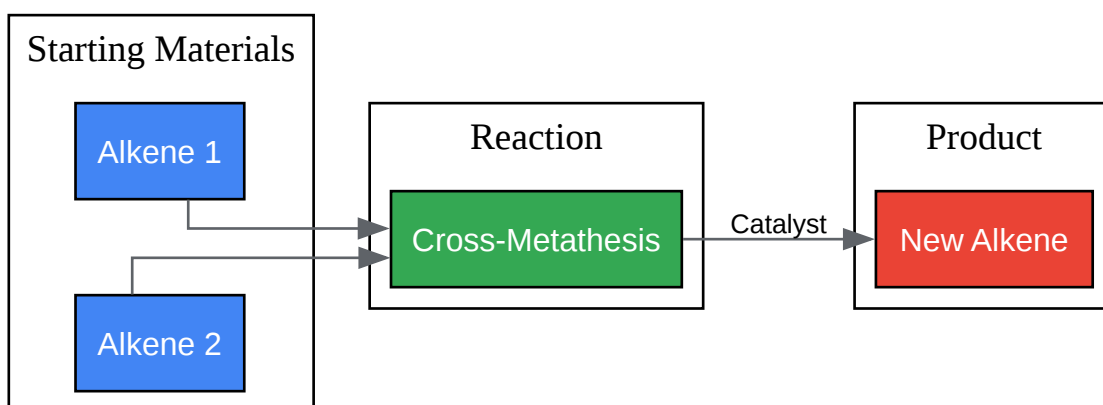 Starting Materials
Alkene 1
Alkene 2
Reaction
Cross-Metathesis
Catalyst
Product
New Alkene